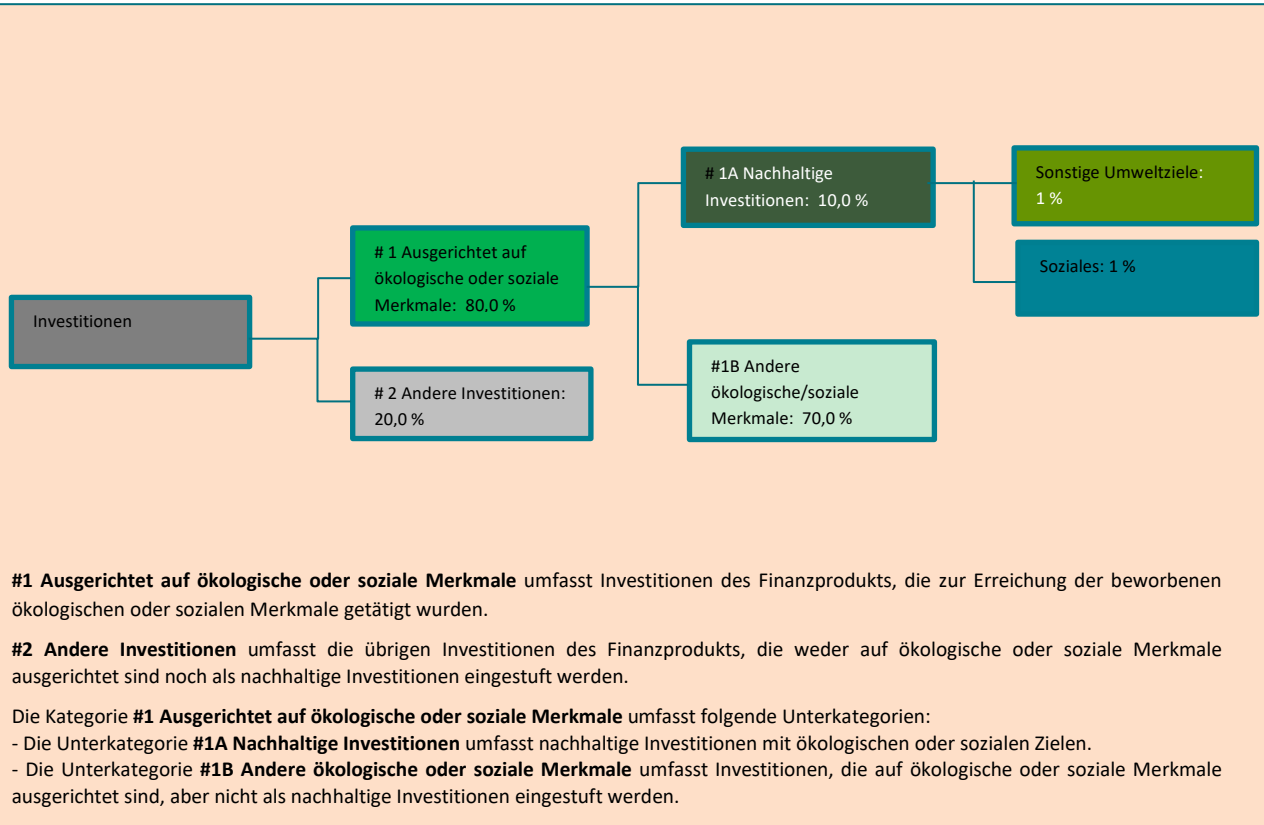 # 1A Nachhaltige
Investitionen: 10,0 %
Sonstige Umweltziele:
1 %
# 1 Ausgerichtet auf
ökologische oder soziale
Merkmale: 80,0 %
Soziales: 1 %
Investitionen
# 2 Andere Investitionen:
20,0 %
#1B Andere
ökologische/soziale
Merkmale: 70,0 %
#1 Ausgerichtet auf ökologische oder soziale Merkmale umfasst Investitionen des Finanzprodukts, die zur Erreichung der beworbenen
ökologischen oder sozialen Merkmale getätigt wurden.
#2 Andere Investitionen umfasst die übrigen Investitionen des Finanzprodukts, die weder auf ökologische oder soziale Merkmale
ausgerichtet sind noch als nachhaltige Investitionen eingestuft werden.
Die Kategorie #1 Ausgerichtet auf ökologische oder soziale Merkmale umfasst folgende Unterkategorien:
- Die Unterkategorie #1A Nachhaltige Investitionen umfasst nachhaltige Investitionen mit ökologischen oder sozialen Zielen.
- Die Unterkategorie #1B Andere ökologische oder soziale Merkmale umfasst Investitionen, die auf ökologische oder soziale Merkmale
ausgerichtet sind, aber nicht als nachhaltige Investitionen eingestuft werden.